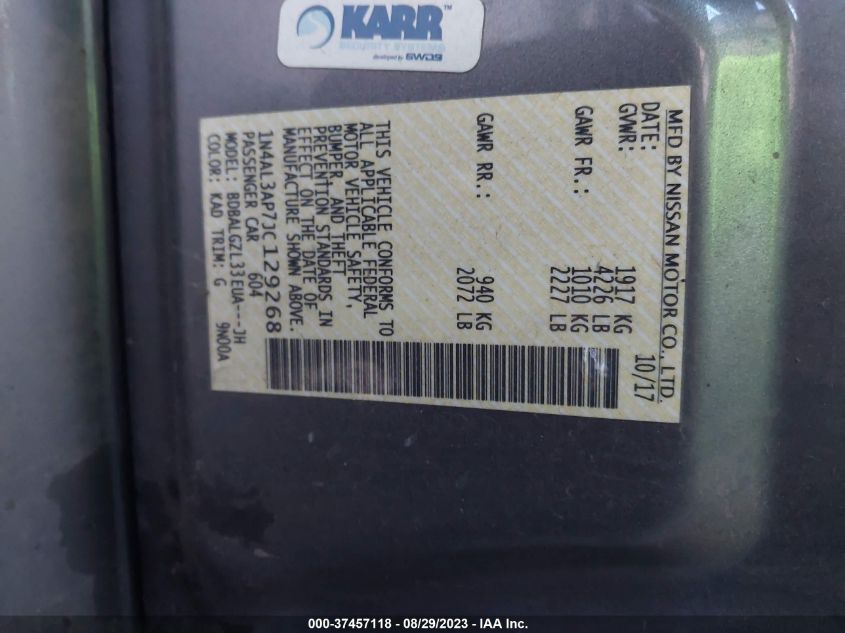 KARR™
SECURITY SYSTEMS
developed by SWDS
MFD BY NISSAN MOTOR CO., LTD.
DATE: 10/17
GVWR: 1917 KG
4226 LB
GAWR FR.: 1010 KG
2227 LB
GAWR RR.: 940 KG
2072 LB
THIS VEHICLE CONFORMS TO
ALL APPLICABLE FEDERAL
MOTOR VEHICLE SAFETY,
BUMPER AND THEFT
PREVENTION STANDARDS IN
EFFECT ON THE DATE OF
MANUFACTURE SHOWN ABOVE.
1N4AL3AP7JC129268
PASSENGER CAR 604
MODEL: BDBALGZL33EUA---JH
COLOR: KAD TRIM: G 9N00A
000-37457118 - 08/29/2023 - IAA Inc.